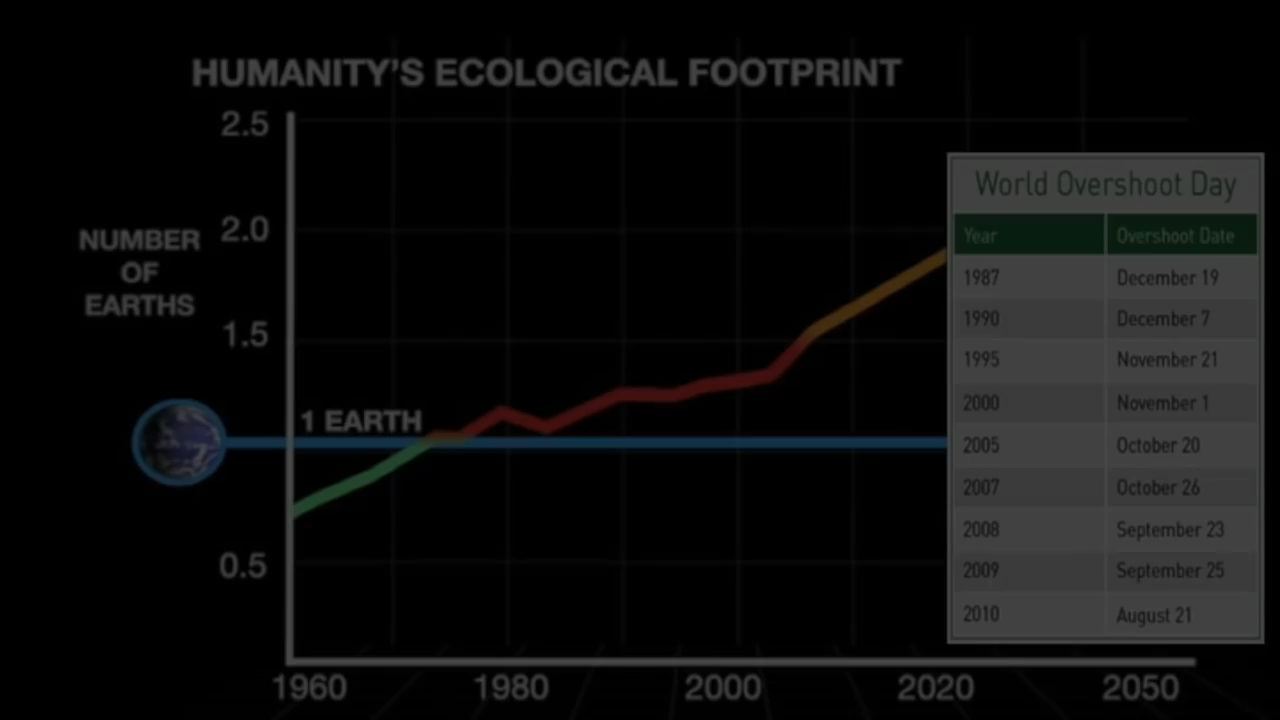 HUMANITY'S ECOLOGICAL FOOTPRINT
2.5
2.0
1.5
0.5
NUMBER
OF
EARTHS
1 EARTH
1960 1980 2000 2020 2050
World Overshoot Day
Year Overshoot Date
1987 December 19
1990 December 7
1995 November 21
2000 November 1
2005 October 20
2007 October 26
2008 September 23
2009 September 25
2010 August 21